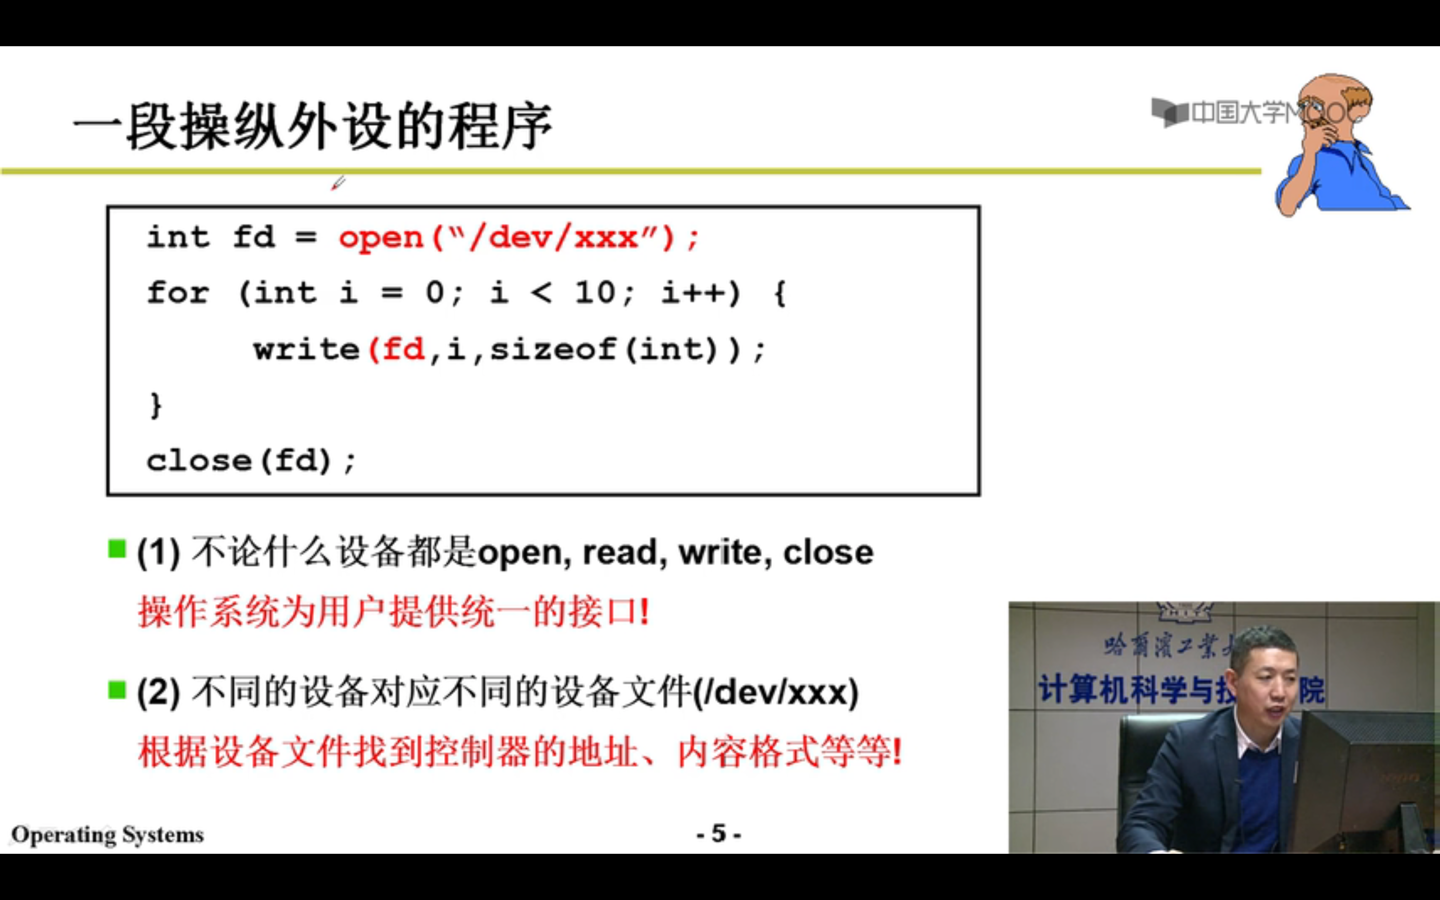 一段操纵外设的程序
中国大学MOOC
int fd = open(“/dev/xxx”);
for (int i = 0; i < 10; i++) {
write(fd,i,sizeof(int));
}
close(fd);
(1) 不论什么设备都是open, read, write, close
操作系统为用户提供统一的接口!
(2) 不同的设备对应不同的设备文件(/dev/xxx)
根据设备文件找到控制器的地址、内容格式等等!
HIT
哈爾濱工業大
计算机科学与技 院
Operating Systems
- 5 -